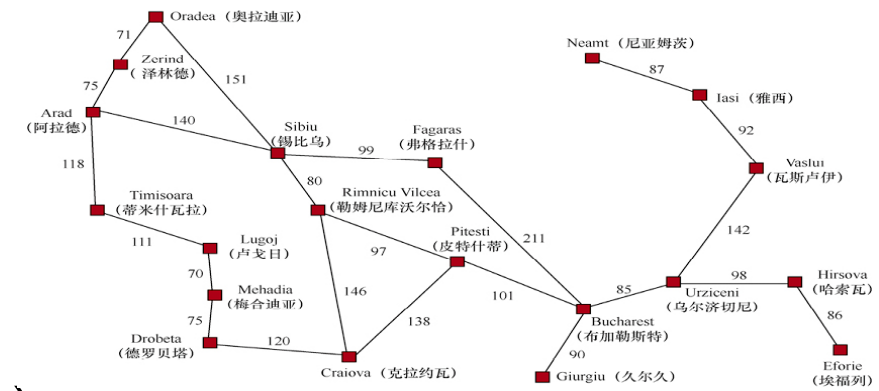 Oradea（奥拉迪亚）
71
Zerind
（泽林德）
75
151
Arad
（阿拉德）
140
118
Sibiu
（锡比乌）
99
Fagaras
（弗格拉什）
80
Rimnicu Vilcea
（勒姆尼库沃尔恰）
Timisoara
（蒂米什瓦拉）
111
Lugoj
（卢戈日）
70
Mehadia
（梅合迪亚）
75
Drobeta
（德罗贝塔）
120
146
97
Pitesti
（皮特什蒂）
211
138
101
Craiova（克拉约瓦）
Neamt（尼亚姆茨）
87
Iasi（雅西）
92
Vaslui
（瓦斯卢伊）
142
85
98
Urziceni
（乌尔济切尼）
Hirsova
（哈索瓦）
86
Bucharest
（布加勒斯特）
90
Giurgiu（久尔久）
Eforie
（埃福列）